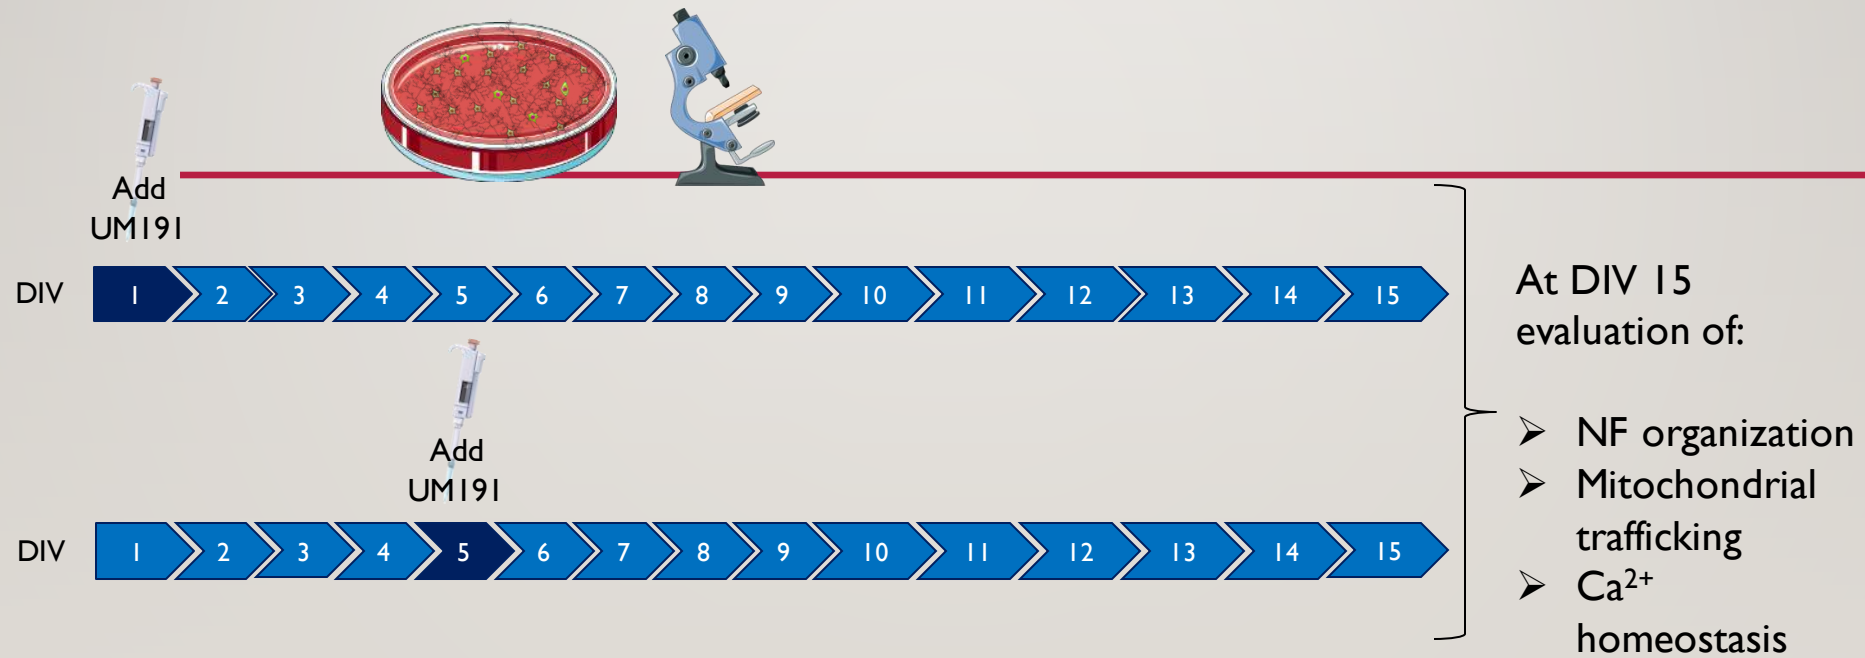 Add
UM191
DIV
1 2 3 4 5 6 7 8 9 10 11 12 13 14 15
Add
UM191
DIV
1 2 3 4 5 6 7 8 9 10 11 12 13 14 15
At DIV 15
evaluation of:
➤ NF organization
➤ Mitochondrial
trafficking
➤ Ca²⁺
homeostasis